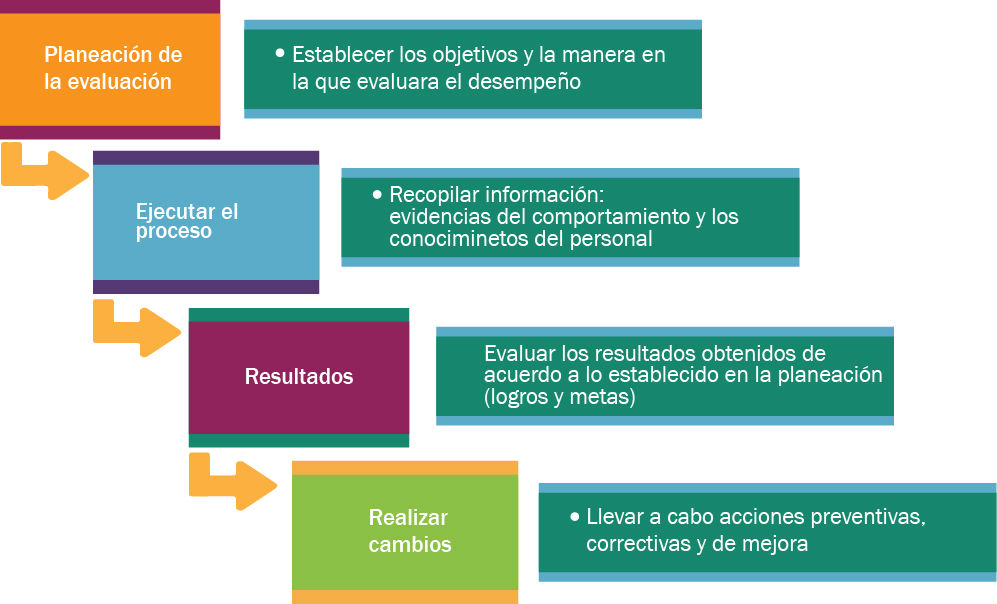 Planeación de
la evaluación
• Establecer los objetivos y la manera en
la que evaluara el desempeño
Ejecutar el
proceso
• Recopilar información:
evidencias del comportamiento y los
conociminetos del personal
Resultados
Evaluar los resultados obtenidos de
acuerdo a lo establecido en la planeación
(logros y metas)
Realizar
cambios
• Llevar a cabo acciones preventivas,
correctivas y de mejora